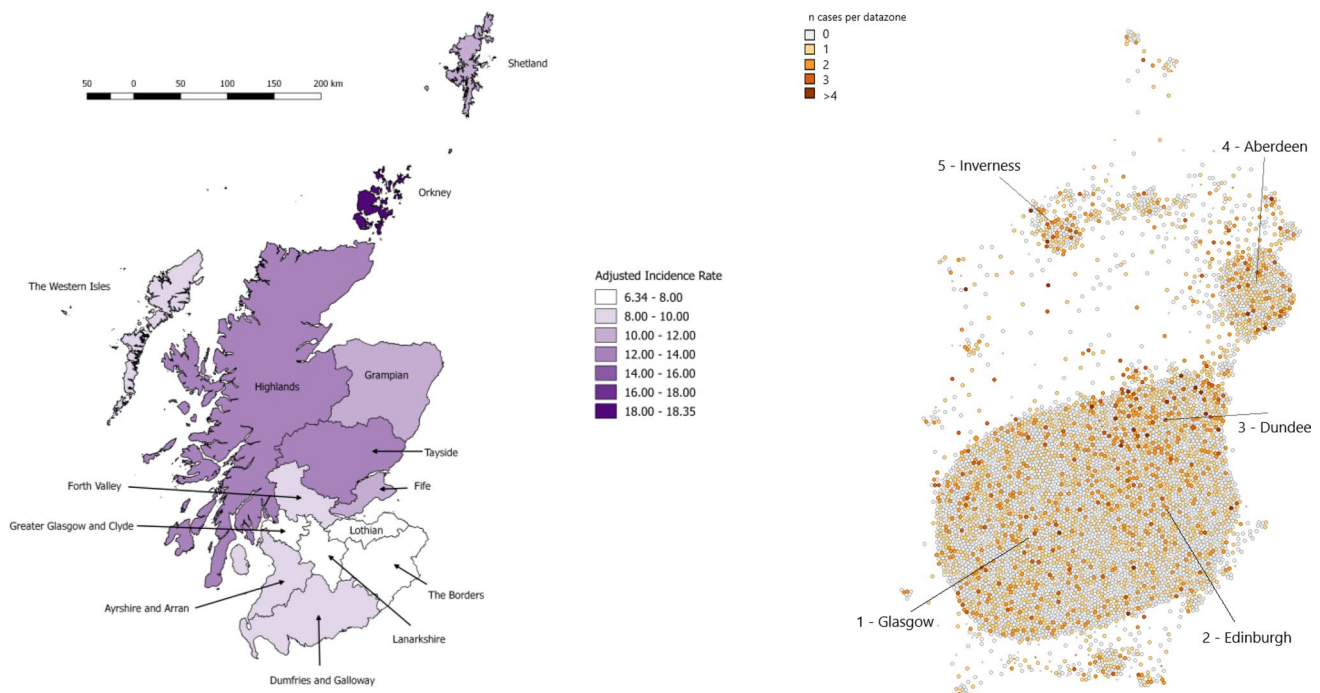 Shetland
50 0 50 100 150 200 km
Orkney
The Western Isles
Adjusted Incidence Rate
6.34 - 8.00
8.00 - 10.00
10.00 - 12.00
12.00 - 14.00
14.00 - 16.00
16.00 - 18.00
18.00 - 18.35
Highlands
Grampian
Tayside
Forth Valley
Fife
Greater Glasgow and Clyde
Lothian
The Borders
Ayrshire and Arran
Lanarkshire
Dumfries and Galloway
n cases per datazone
0
1
2
3
>4
4 - Aberdeen
5 - Inverness
3 - Dundee
1 - Glasgow
2 - Edinburgh